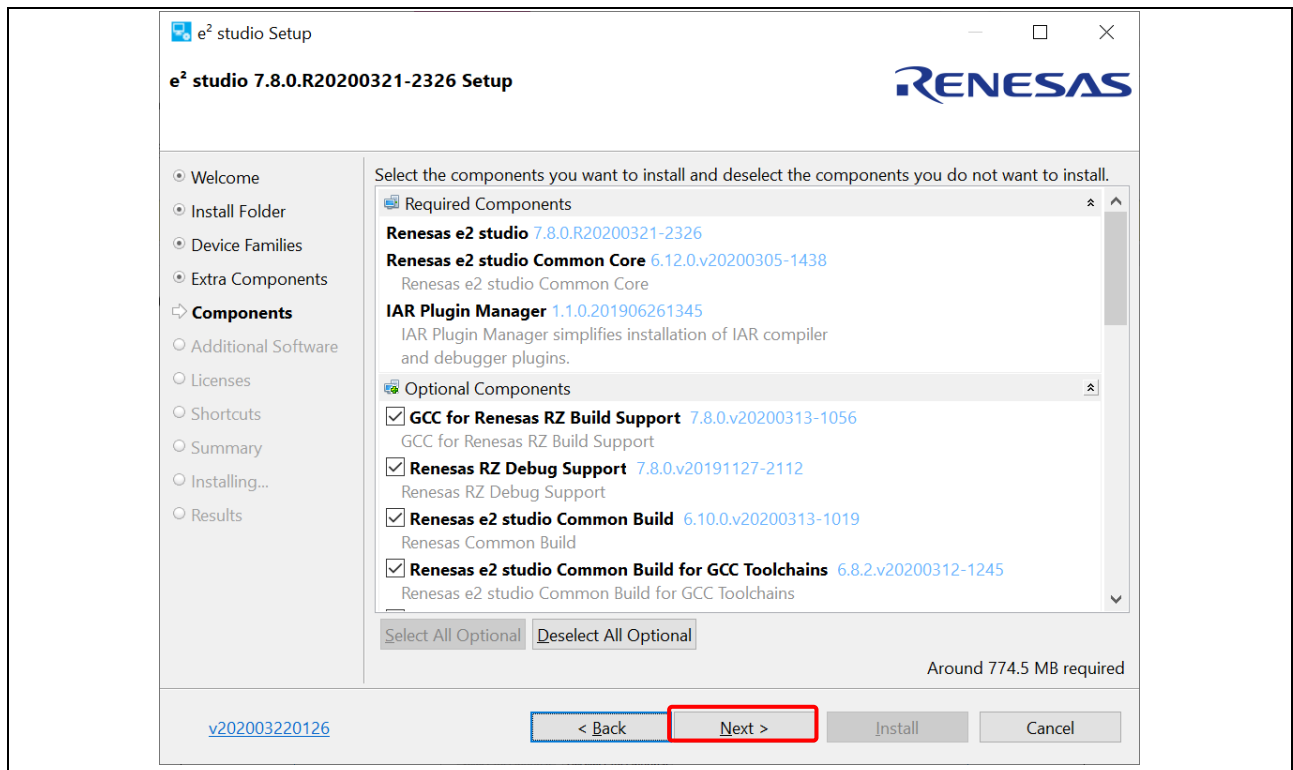 e² studio Setup
e² studio 7.8.0.R20200321-2326 Setup
RENESAS
Welcome
Install Folder
Device Families
Extra Components
Components
Additional Software
Licenses
Shortcuts
Summary
Installing...
Results
Select the components you want to install and deselect the components you do not want to install.
Required Components
Renesas e2 studio 7.8.0.R20200321-2326
Renesas e2 studio Common Core 6.12.0.v20200305-1438
Renesas e2 studio Common Core
IAR Plugin Manager 1.1.0.201906261345
IAR Plugin Manager simplifies installation of IAR compiler
and debugger plugins.
Optional Components
GCC for Renesas RZ Build Support 7.8.0.v20200313-1056
GCC for Renesas RZ Build Support
Renesas RZ Debug Support 7.8.0.v20191127-2112
Renesas RZ Debug Support
Renesas e2 studio Common Build 6.10.0.v20200313-1019
Renesas Common Build
Renesas e2 studio Common Build for GCC Toolchains 6.8.2.v20200312-1245
Renesas e2 studio Common Build for GCC Toolchains
Select All Optional Deselect All Optional
Around 774.5 MB required
v202003220126 < Back Next > Install Cancel